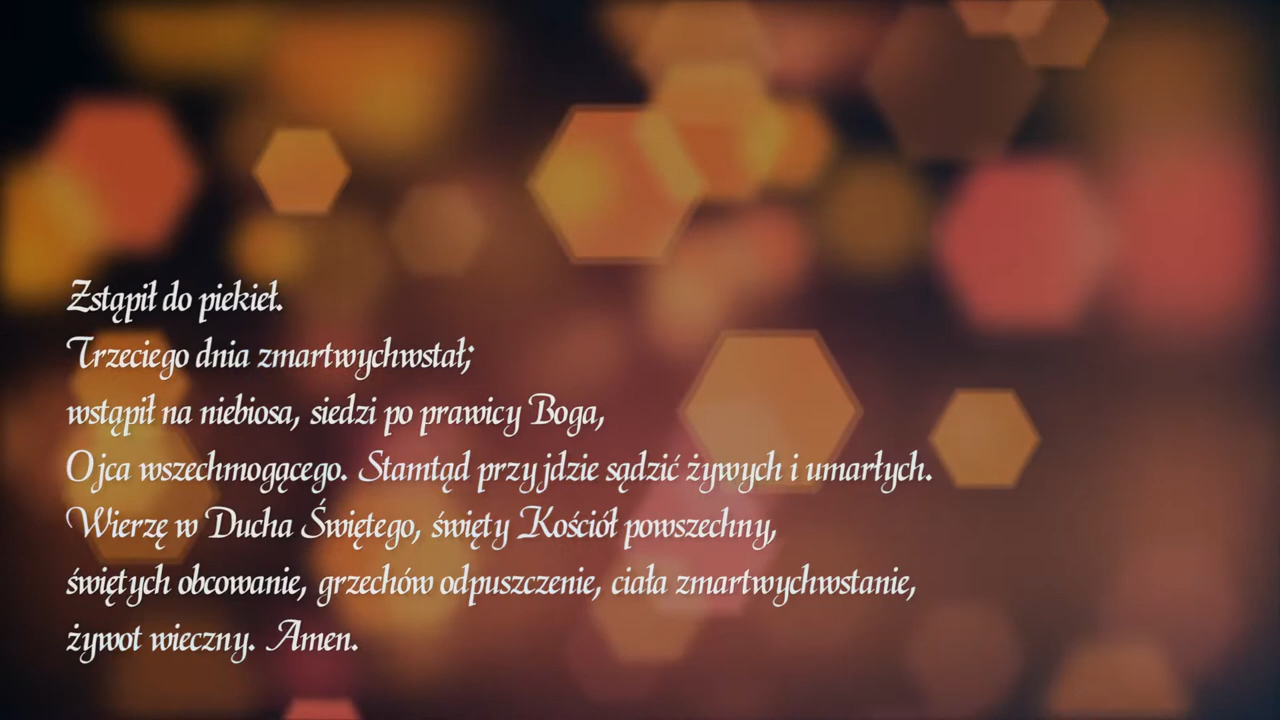 Zstąpił do piekieł.
Trzeciego dnia zmartwychwstał;
wstąpił na niebiosa, siedzi po prawicy Boga,
Ojca wszechmogącego. Stamtąd przyjdzie sądzić żywych i umarłych.
Wierzę w Ducha Świętego, święty Kościół powszechny,
świętych obcowanie, grzechów odpuszczenie, ciała zmartwychwstanie,
żywot wieczny. Amen.